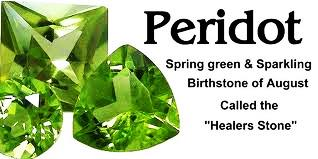 Peridot
Spring green & Sparkling
Birthstone of August
Called the
"Healers Stone"